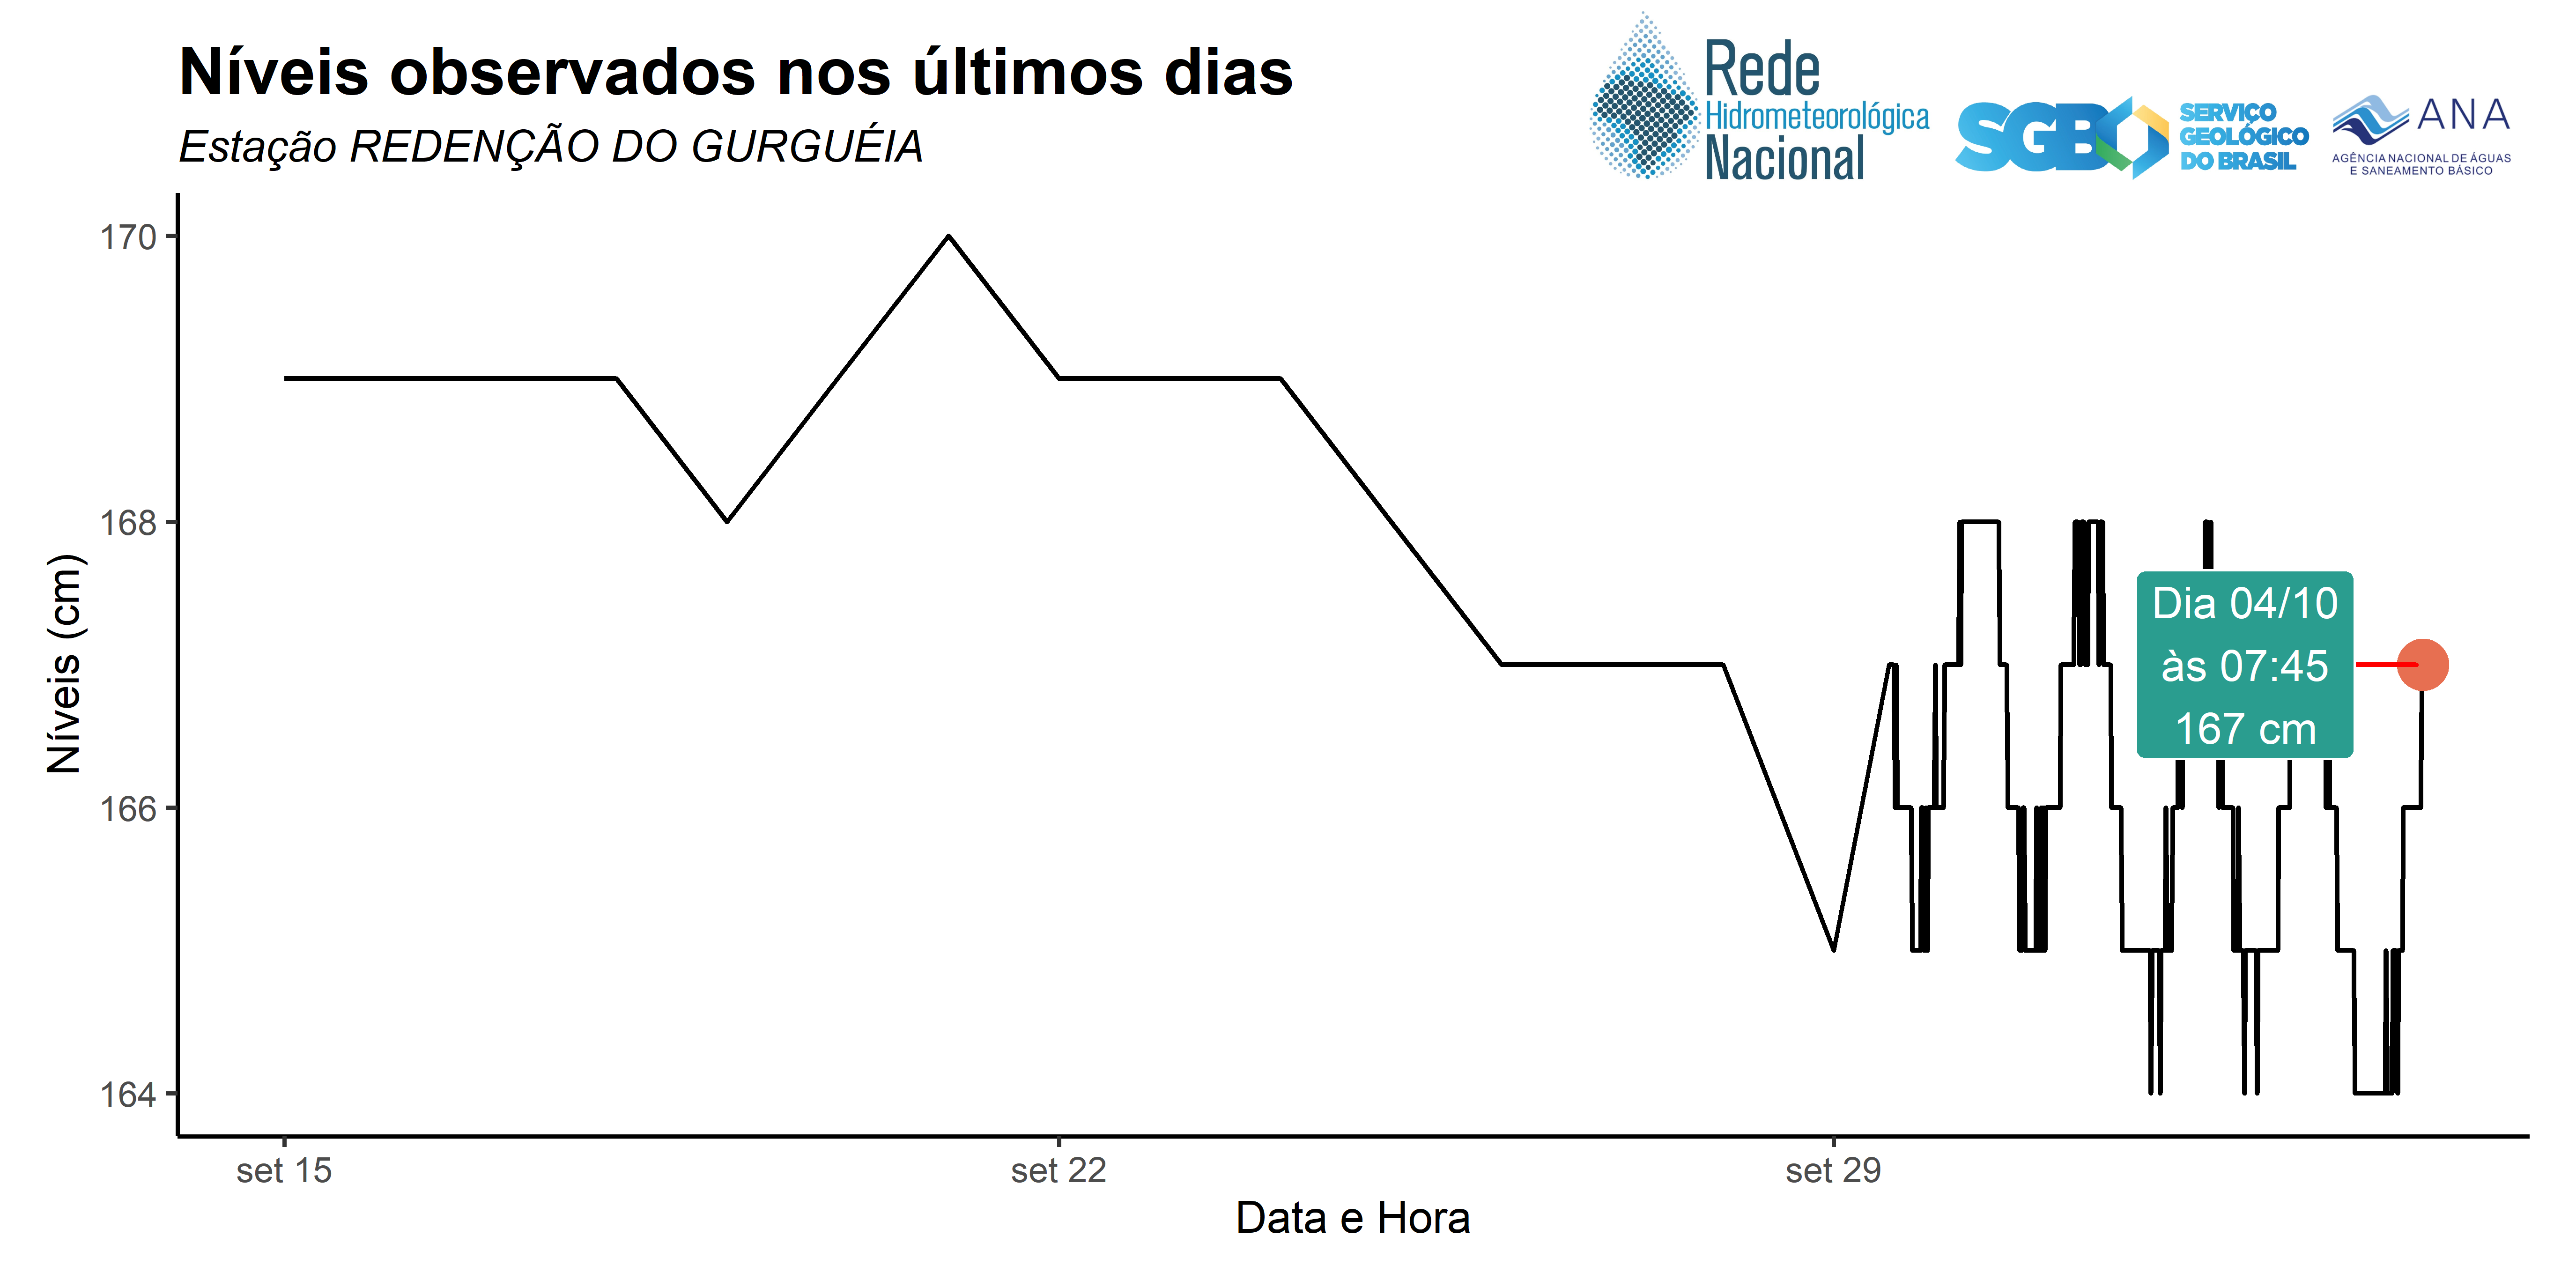 Níveis observados nos últimos dias
Estação REDENÇÃO DO GURGUÉIA
Rede
Hidrometeorológica
Nacional
SGB
SERVIÇO
GEOLÓGICO
DO BRASIL
ANA
AGÊNCIA NACIONAL DE ÁGUAS
E SANEAMENTO BÁSICO
Níveis (cm)
170
168
166
164
Dia 04/10
às 07:45
167 cm
set 15
set 22
set 29
Data e Hora